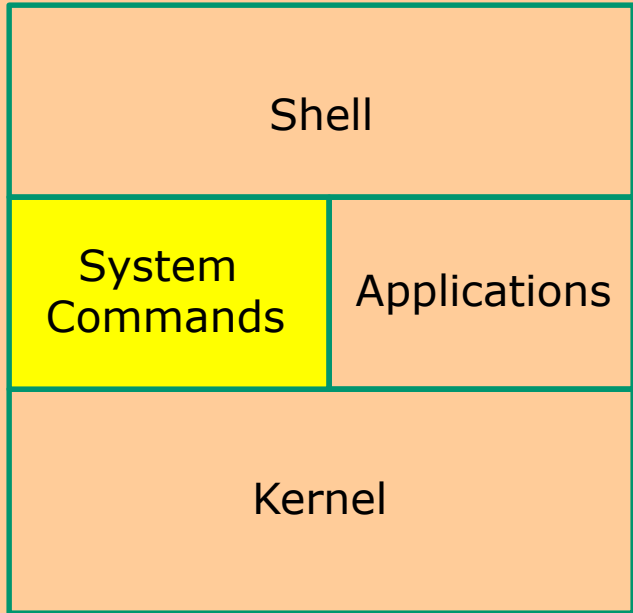 Shell
System
Commands
Applications
Kernel